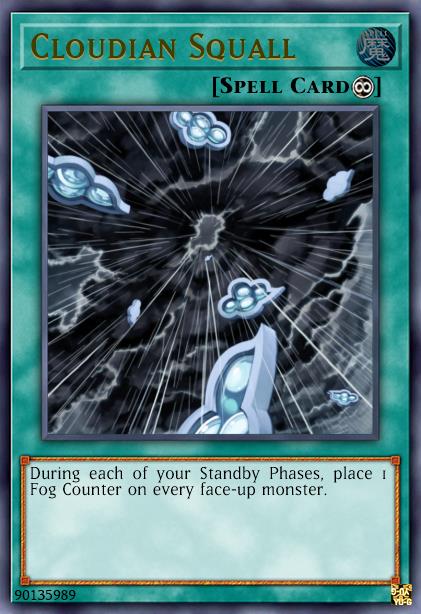 Cloudian Squall
魔
[Spell Card]
During each of your Standby Phases, place 1
Fog Counter on every face-up monster.
90135989